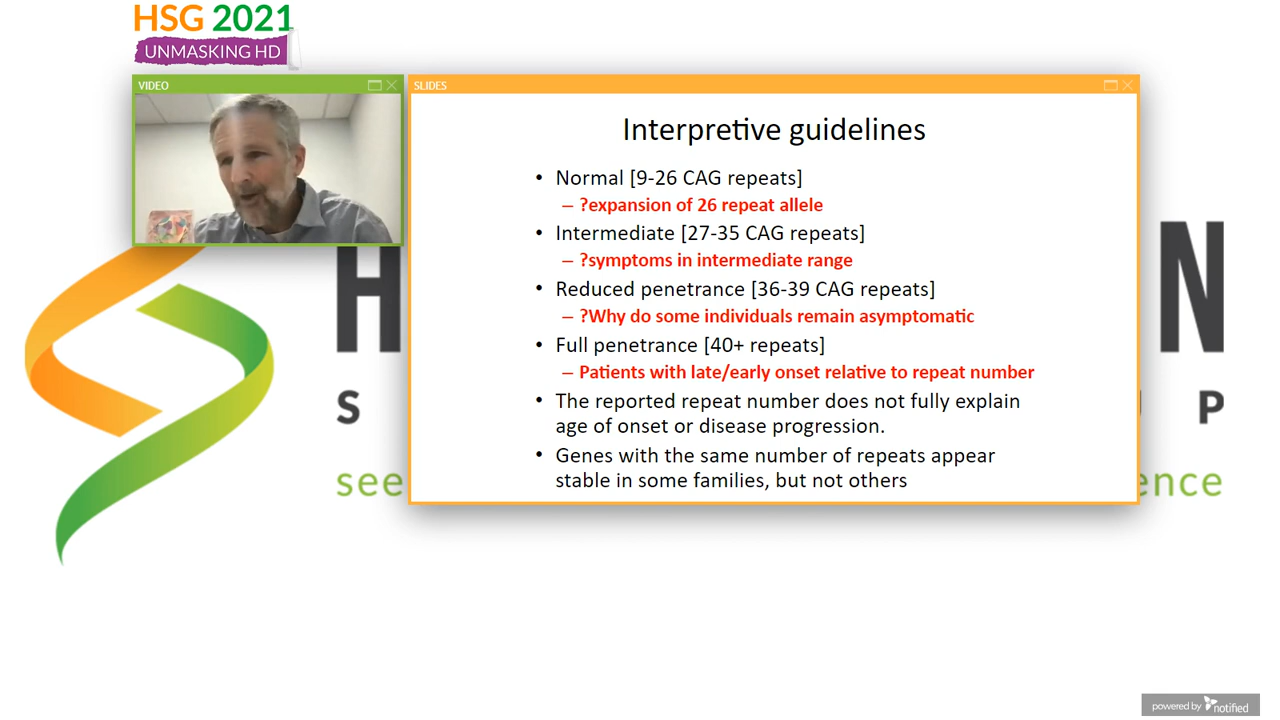 HSG 2021
UNMASKING HD
VIDEO
SLIDES
Interpretive guidelines
• Normal [9-26 CAG repeats]
– ?expansion of 26 repeat allele
• Intermediate [27-35 CAG repeats]
– ?symptoms in intermediate range
• Reduced penetrance [36-39 CAG repeats]
– ?Why do some individuals remain asymptomatic
• Full penetrance [40+ repeats]
– Patients with late/early onset relative to repeat number
• The reported repeat number does not fully explain
age of onset or disease progression.
• Genes with the same number of repeats appear
stable in some families, but not others
H
N
S
P
see
ence
powered by notified